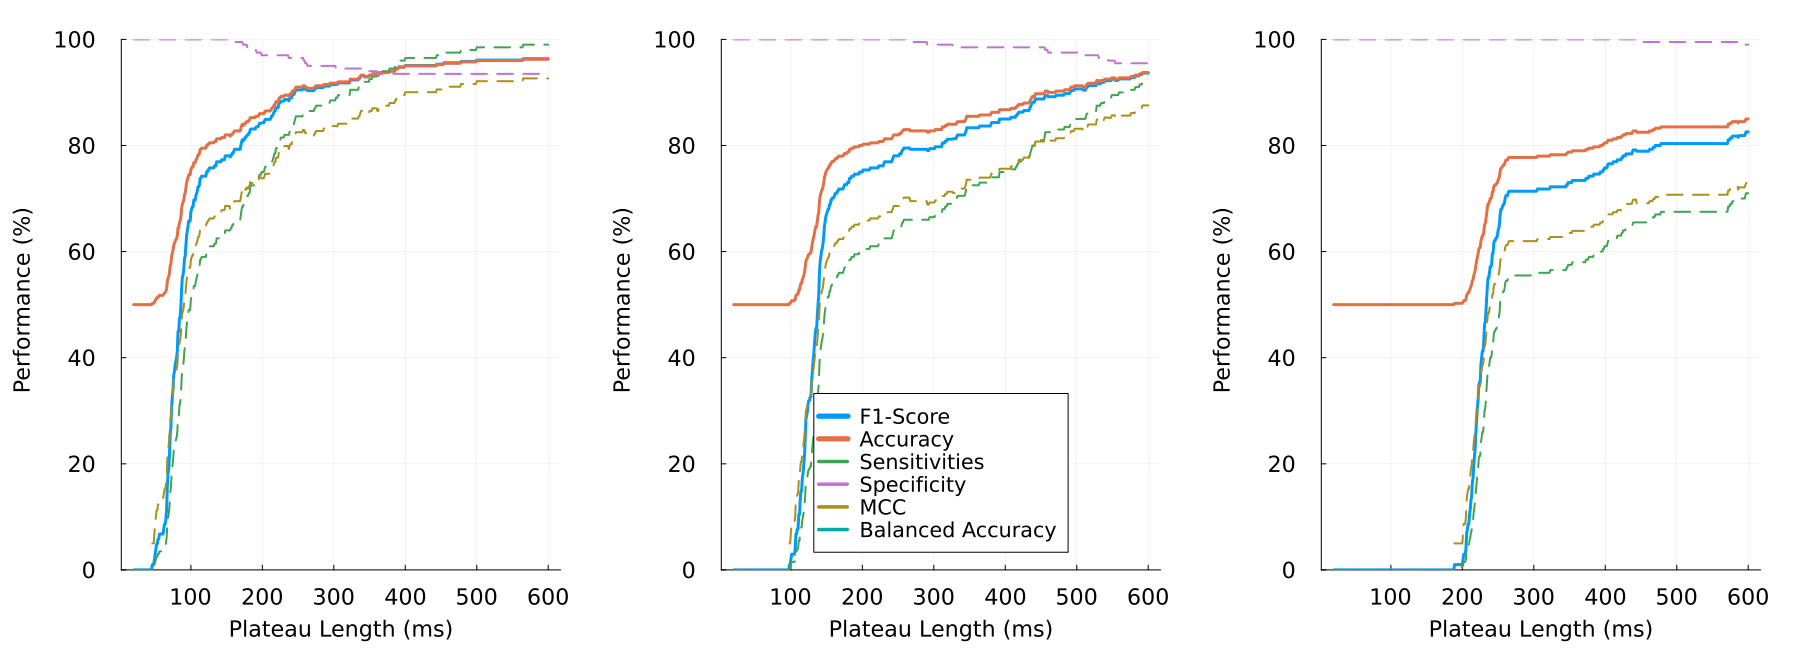 Performance (%)
100
80
60
40
20
0
100 200 300 400 500 600
Plateau Length (ms)
Performance (%)
100
80
60
40
20
0
100 200 300 400 500 600
Plateau Length (ms)
F1-Score
Accuracy
Sensitivities
Specificity
MCC
Balanced Accuracy
Performance (%)
100
80
60
40
20
0
100 200 300 400 500 600
Plateau Length (ms)